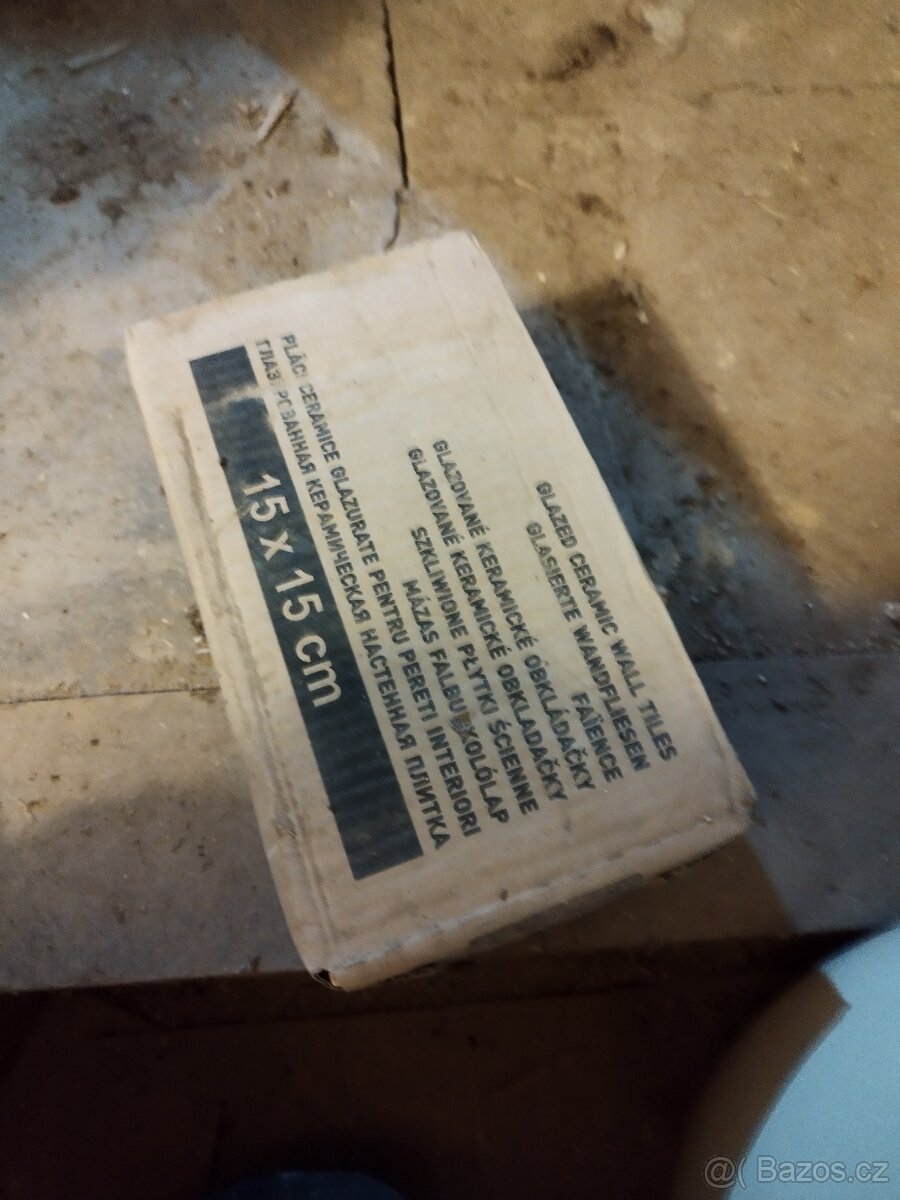 GLAZED CERAMIC WALL TILES
GLASIERTE WANDFLIESEN
FAÏENCE
GLAZOVANÉ KERAMICKÉ OBKLÁDAČKY
GLAZOVANÉ KERAMICKÉ OBKLADAČKY
SZKLIWIONE PŁYTKI ŚCIENNE
MÁZAS FALBURKOLÓLAP
PLĂCI CERAMICE GLAZURATE PENTRU PERETI INTERIORI
ГЛАЗУРОВАННАЯ КЕРАМИЧЕСКАЯ НАСТЕННАЯ ПЛИТКА
15 x 15 cm
@( Bazos.cz